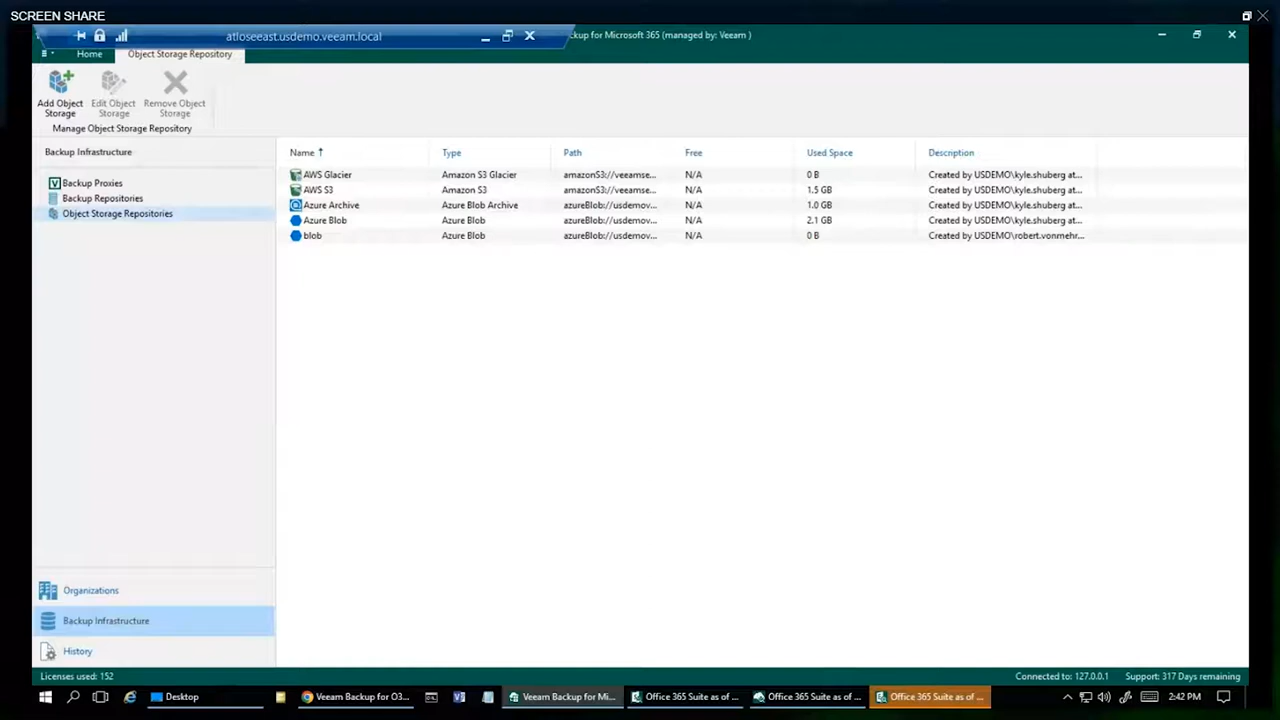 SCREEN SHARE
atloseeast.usdemo.veeam.local
ckup for Microsoft 365 (managed by: Veeam )
Home
Object Storage Repository
Add Object Storage
Edit Object Storage
Remove Object Storage
Manage Object Storage Repository
Backup Infrastructure
Backup Proxies
Backup Repositories
Object Storage Repositories
Name Type Path Free Used Space Description
AWS Glacier Amazon S3 Glacier amazonS3://veeamse... N/A 0 B Created by USDEMO\kyle.shuberg at...
AWS S3 Amazon S3 amazonS3://veeamse... N/A 1.5 GB Created by USDEMO\kyle.shuberg at...
Azure Archive Azure Blob Archive azureBlob://usdemov... N/A 1.0 GB Created by USDEMO\kyle.shuberg at...
Azure Blob Azure Blob azureBlob://usdemov... N/A 2.1 GB Created by USDEMO\kyle.shuberg at...
blob Azure Blob azureBlob://usdemov... N/A 0 B Created by USDEMO\robert.vonmehr...
Organizations
Backup Infrastructure
History
Licenses used: 152
Connected to: 127.0.0.1 Support: 317 Days remaining
Desktop
Veeam Backup for O3...
Veeam Backup for Mi...
Office 365 Suite as of ...
Office 365 Suite as of ...
Office 365 Suite as of ...
2:42 PM